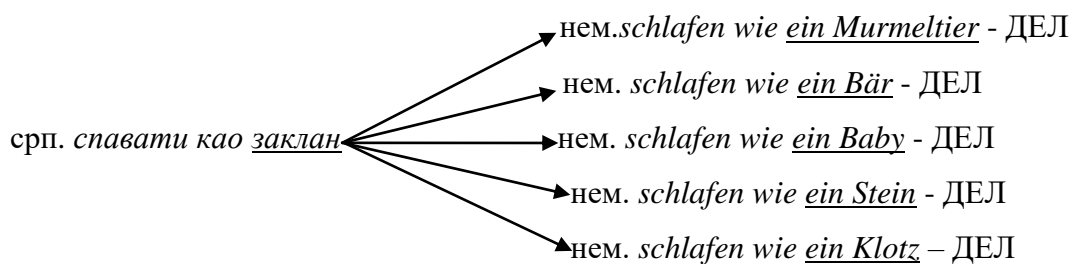 нем.schlafen wie ein Murmeltier - ДЕЛ
нем. schlafen wie ein Bär - ДЕЛ
срп. спавати као заклан нем. schlafen wie ein Baby - ДЕЛ
нем. schlafen wie ein Stein - ДЕЛ
нем. schlafen wie ein Klotz – ДЕЛ